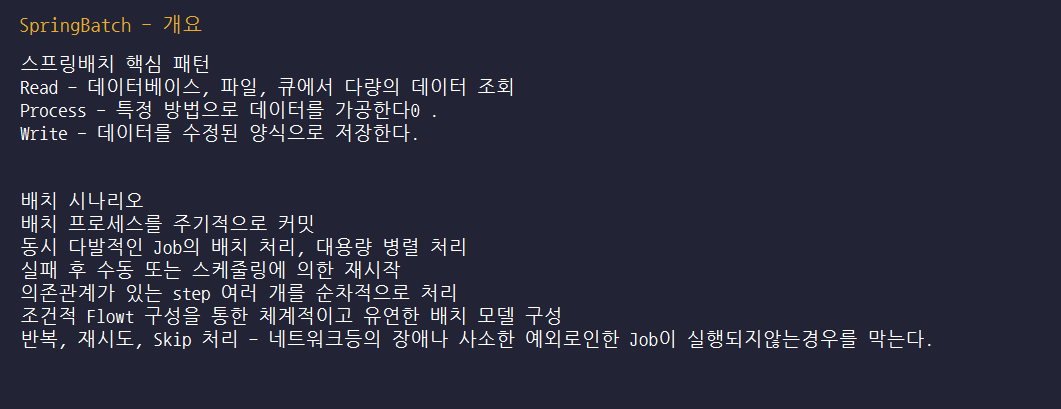 SpringBatch - 개요
스프링배치 핵심 패턴
Read - 데이터베이스, 파일, 큐에서 다량의 데이터 조회
Process - 특정 방법으로 데이터를 가공한다0 .
Write - 데이터를 수정된 양식으로 저장한다.
배치 시나리오
배치 프로세스를 주기적으로 커밋
동시 다발적인 Job의 배치 처리, 대용량 병렬 처리
실패 후 수동 또는 스케줄링에 의한 재시작
의존관계가 있는 step 여러 개를 순차적으로 처리
조건적 Flowt 구성을 통한 체계적이고 유연한 배치 모델 구성
반복, 재시도, Skip 처리 - 네트워크등의 장애나 사소한 예외로인한 Job이 실행되지않는경우를 막는다.